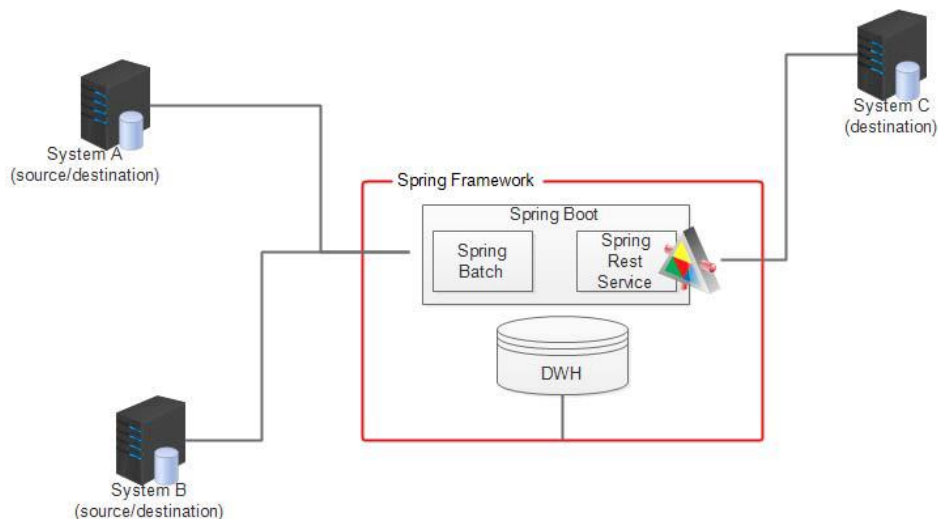 System A
(source/destination)
System C
(destination)
Spring Framework
Spring Boot
Spring
Batch
Spring
Rest
Service
DWH
System B
(source/destination)